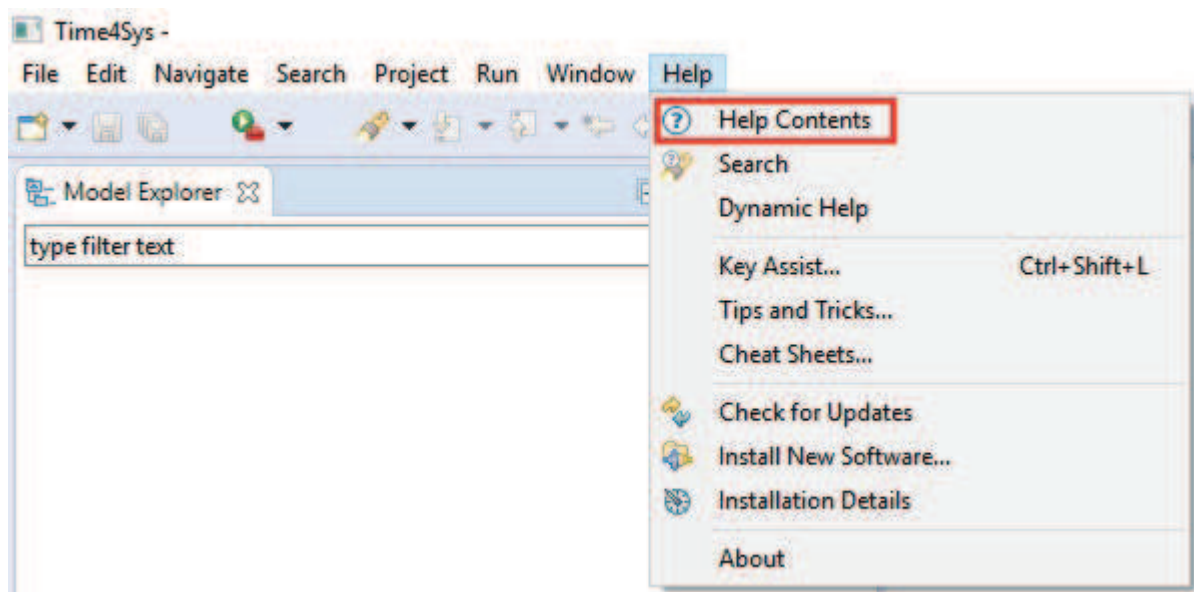 Time4Sys -
File Edit Navigate Search Project Run Window Help
Help Contents
Model Explorer
Search
Dynamic Help
type filter text
Key Assist... Ctrl+Shift+L
Tips and Tricks...
Cheat Sheets...
Check for Updates
Install New Software...
Installation Details
About